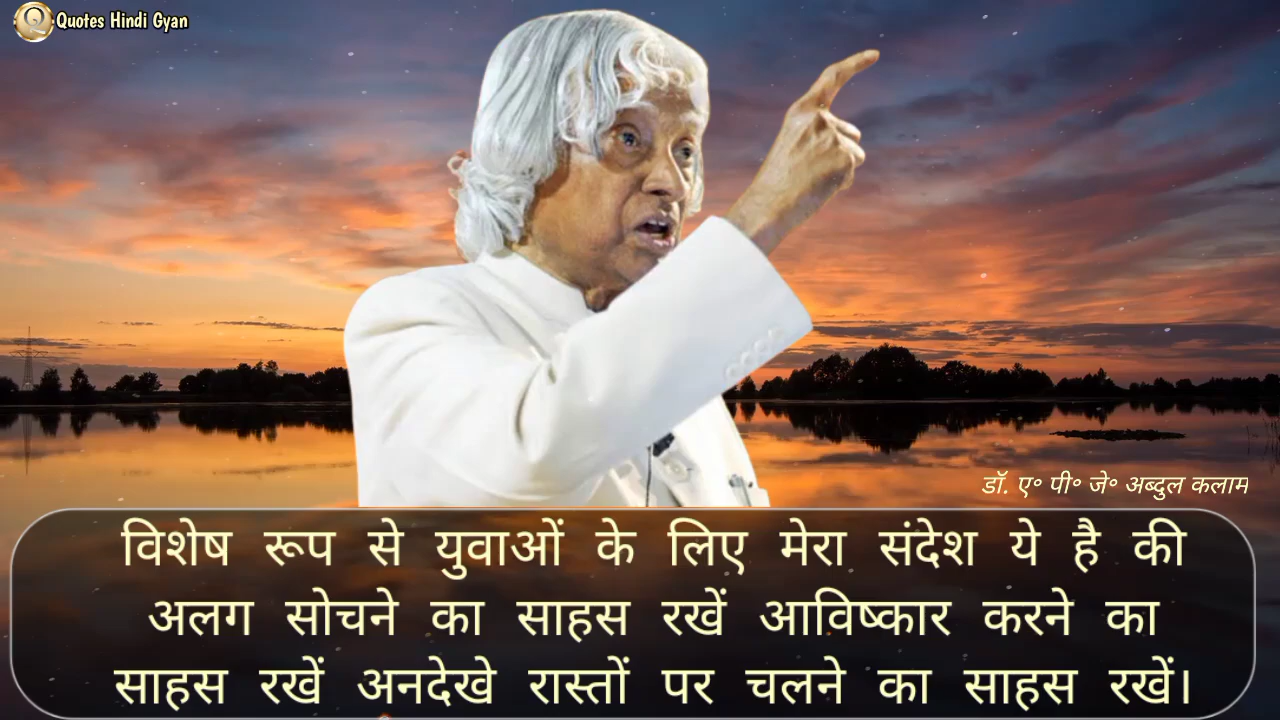 Quotes Hindi Gyan
डॉ. ए॰ पी॰ जे॰ अब्दुल कलाम
विशेष रूप से युवाओं के लिए मेरा संदेश ये है की
अलग सोचने का साहस रखें आविष्कार करने का
साहस रखें अनदेखे रास्तों पर चलने का साहस रखें।